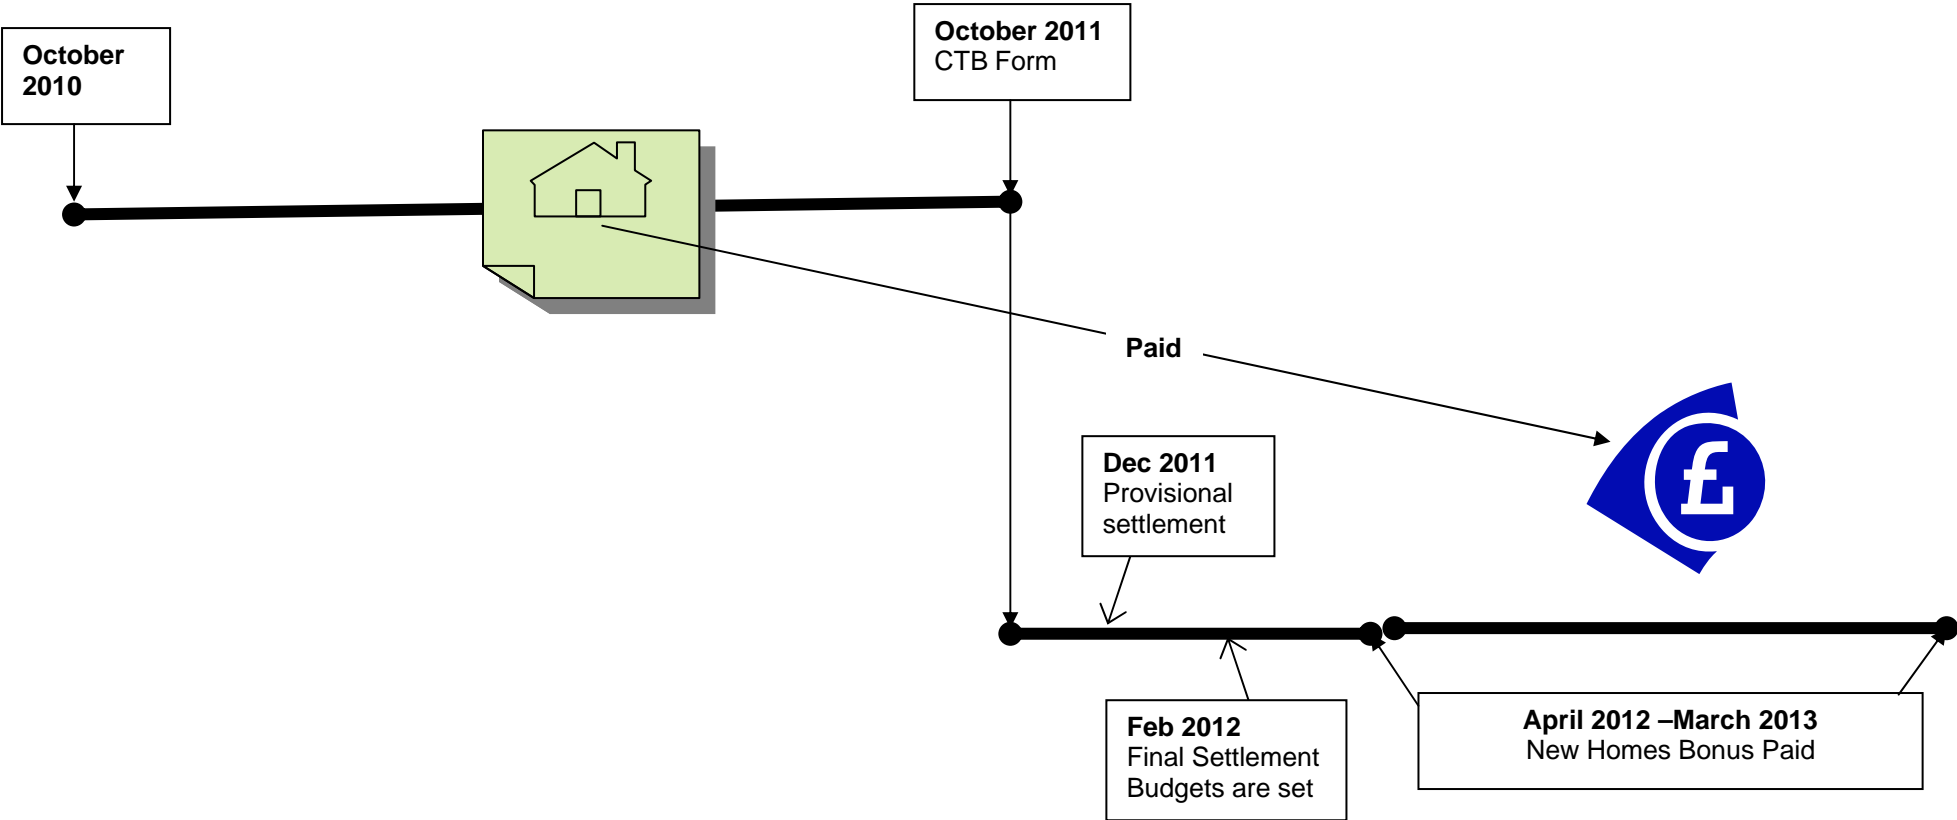 October
2010
October 2011
CTB Form
Paid
£
Dec 2011
Provisional
settlement
Feb 2012
Final Settlement
Budgets are set
April 2012 –March 2013
New Homes Bonus Paid